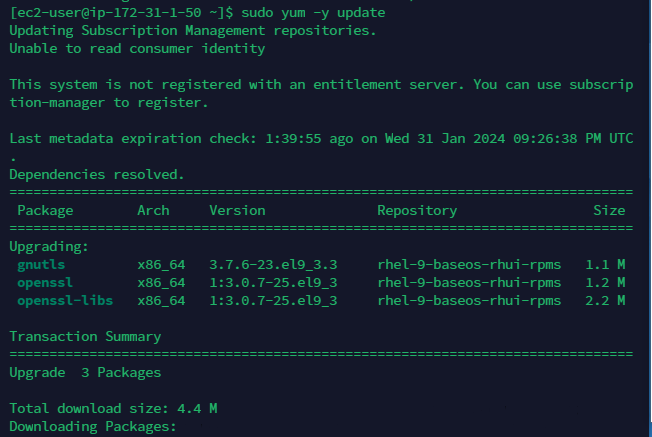 [ec2-user@ip-172-31-1-50 ~]$ sudo yum -y update
Updating Subscription Management repositories.
Unable to read consumer identity

This system is not registered with an entitlement server. You can use subscrip
tion-manager to register.

Last metadata expiration check: 1:39:55 ago on Wed 31 Jan 2024 09:26:38 PM UTC
.
Dependencies resolved.
==============================================================================
 Package        Arch     Version              Repository                 Size
==============================================================================
Upgrading:
 gnutls         x86_64   3.7.6-23.el9_3.3     rhel-9-baseos-rhui-rpms   1.1 M
 openssl        x86_64   1:3.0.7-25.el9_3     rhel-9-baseos-rhui-rpms   1.2 M
 openssl-libs   x86_64   1:3.0.7-25.el9_3     rhel-9-baseos-rhui-rpms   2.2 M

Transaction Summary
==============================================================================
Upgrade  3 Packages

Total download size: 4.4 M
Downloading Packages: